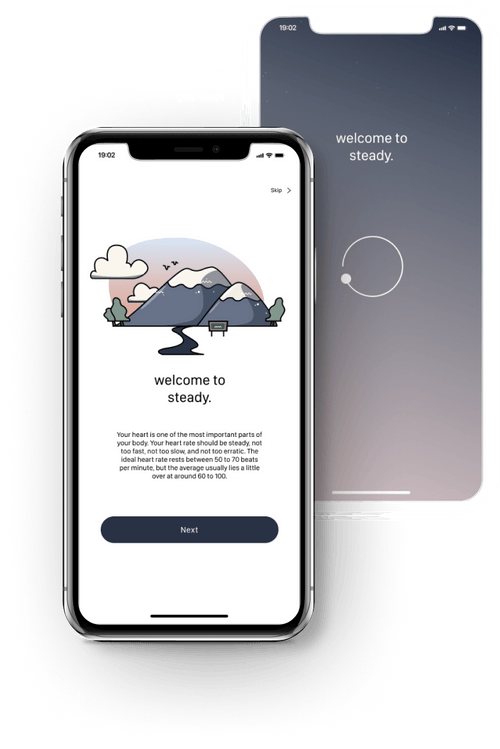 19:02
welcome to
steady.
19:02
Skip
welcome to
steady.
Your heart is one of the most important parts of
your body. Your heart rate should be steady, not
too fast, not too slow, and not too erratic. The
ideal heart rate rests between 50 to 70 beats
per minute, but the average usually lies a little
over at around 60 to 100.
Next